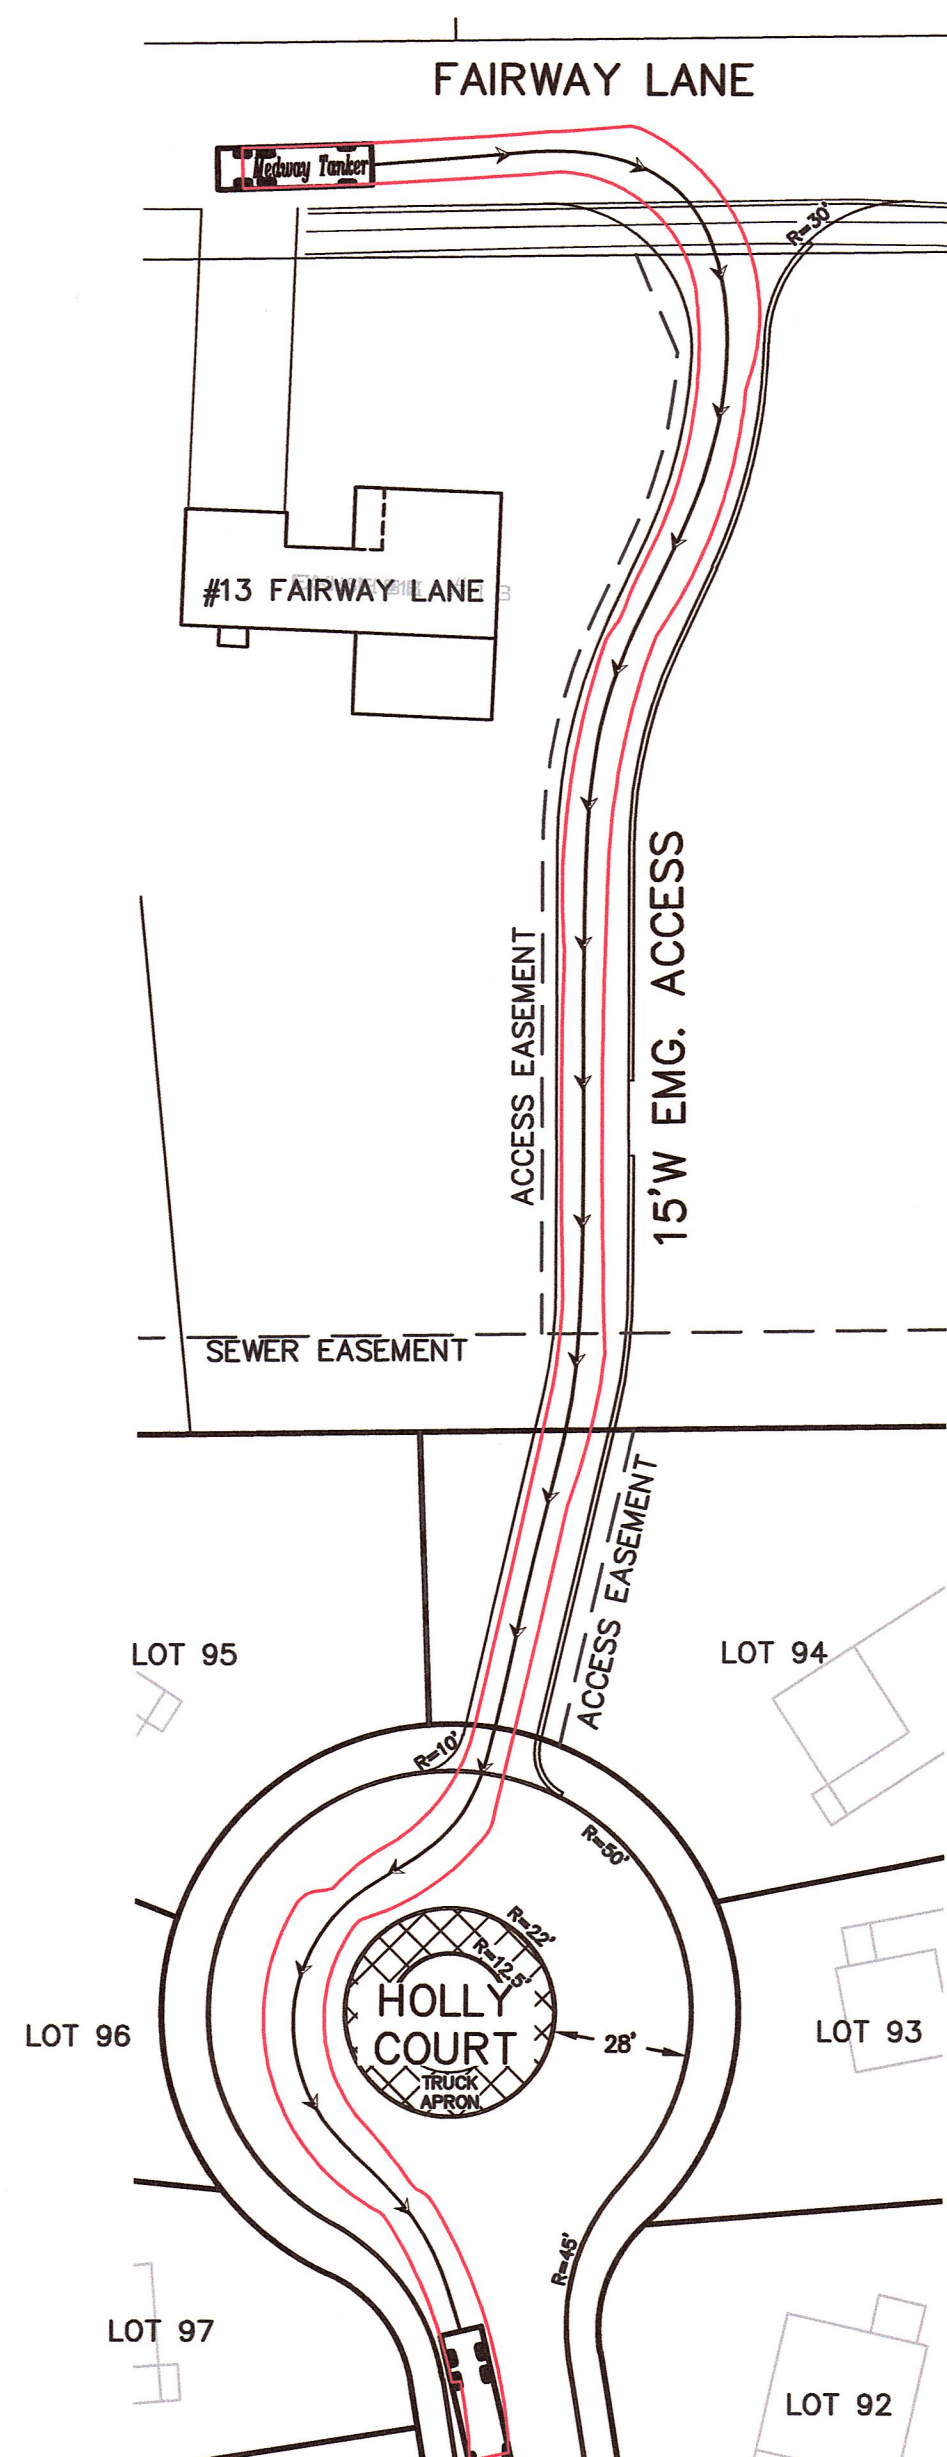 FAIRWAY LANE
Medway Tanker
R=30'
#13 FAIRWAY LANE
15'W EMG. ACCESS
ACCESS EASEMENT
SEWER EASEMENT
ACCESS EASEMENT
LOT 95
LOT 94
R=10'
R=50'
R=22'
R=12.5'
HOLLY
COURT
TRUCK
APRON
28'
LOT 96
LOT 93
R=45'
LOT 97
LOT 92